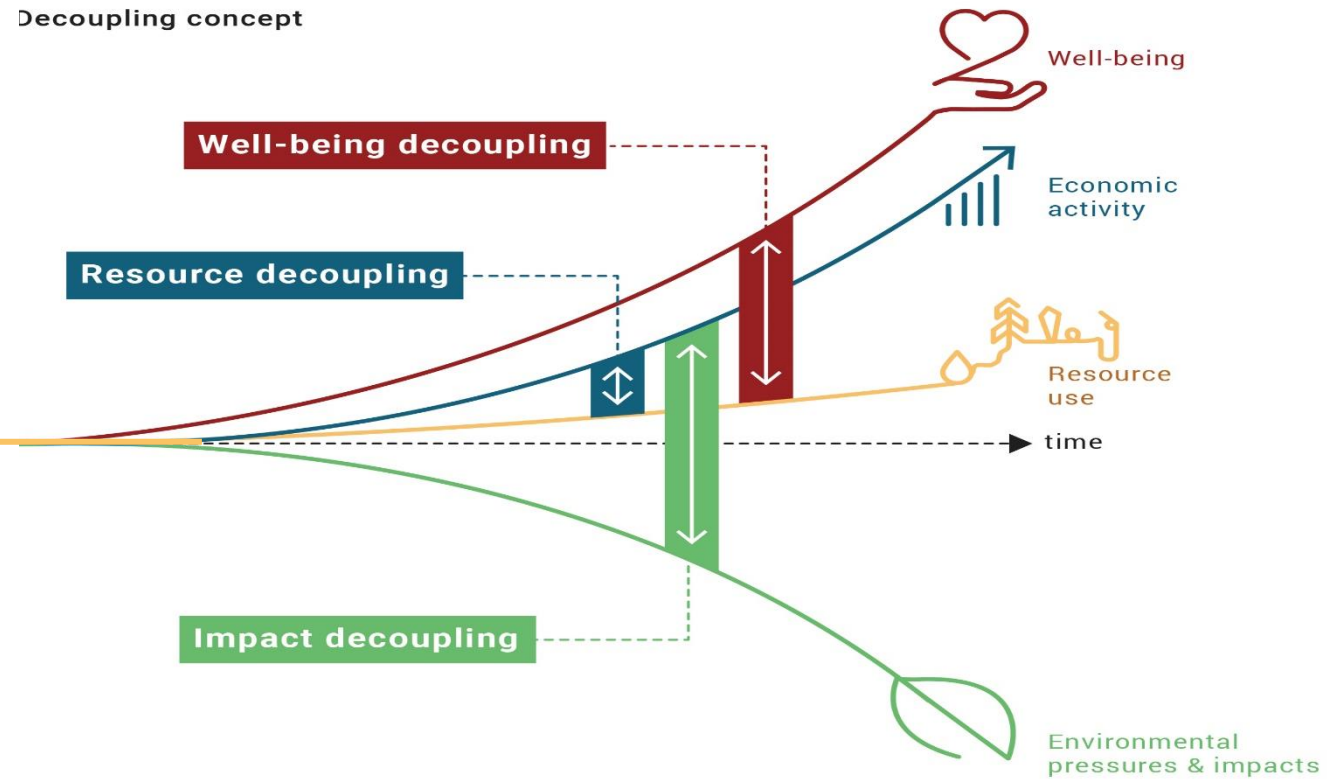 Decoupling concept
Well-being
Well-being decoupling
Economic
activity
Resource decoupling
Resource
use
time
Impact decoupling
Environmental
pressures & impacts